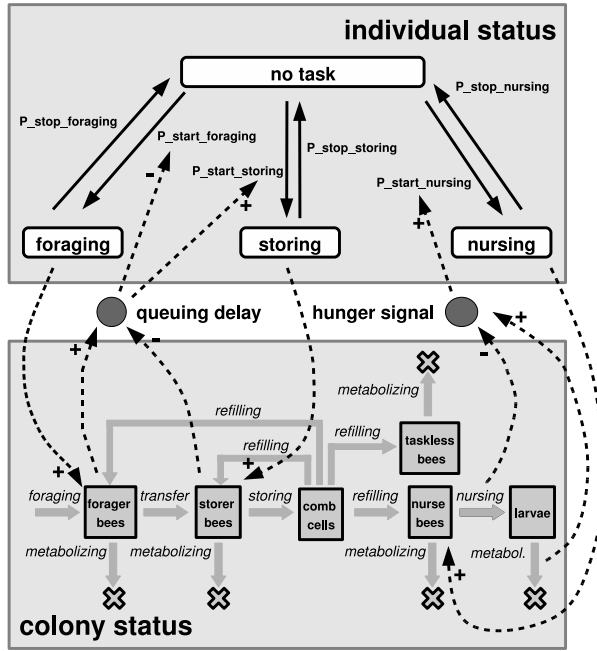 individual status
no task
P_stop_foraging
P_stop_nursing
P_start_foraging
P_stop_storing
P_start_storing
P_start_nursing
-
+
+
foraging
storing
nursing
queuing delay
hunger signal
+
+
-
-
metabolizing
refilling
refilling
refilling
taskless
bees
+
+
foraging
transfer
storing
refilling
nursing
forager
bees
storer
bees
comb
cells
nurse
bees
larvae
metabolizing
metabolizing
metabolizing
metabol.
+
colony status